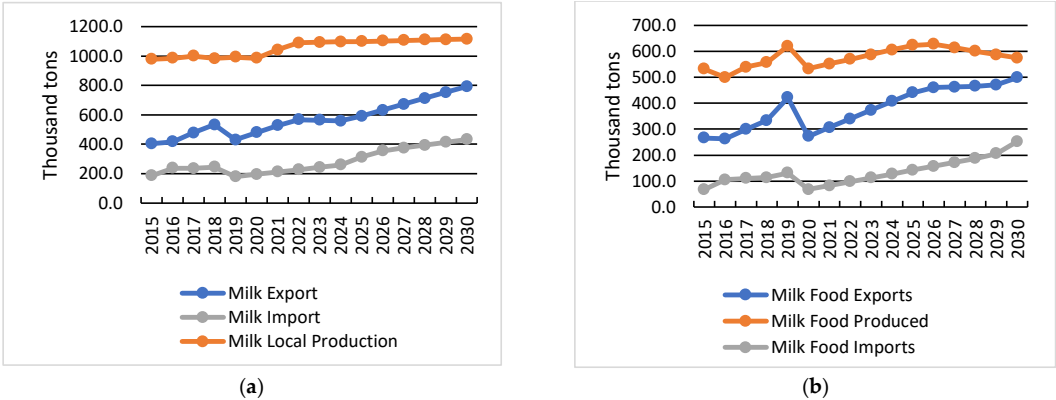 1200.0
1000.0
800.0
600.0
400.0
200.0
0.0
Thousand tons
2015 2016 2017 2018 2019 2020 2021 2022 2023 2024 2025 2026 2027 2028 2029 2030
Milk Export
Milk Import
Milk Local Production
(a)
700.0
600.0
500.0
400.0
300.0
200.0
100.0
0.0
Thousand tons
2015 2016 2017 2018 2019 2020 2021 2022 2023 2024 2025 2026 2027 2028 2029 2030
Milk Food Exports
Milk Food Produced
Milk Food Imports
(b)